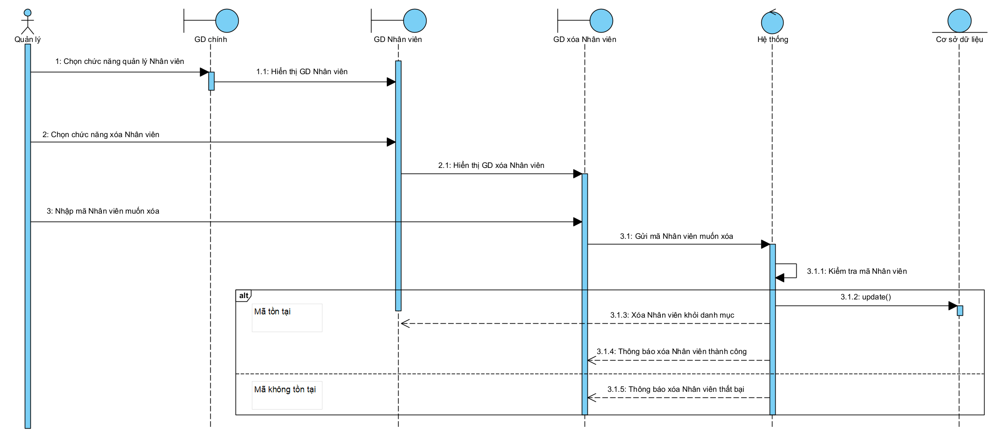 Quản lý
GD chính
GD Nhân viên
GD xóa Nhân viên
Hệ thống
Cơ sở dữ liệu
1: Chọn chức năng quản lý Nhân viên
1.1: Hiển thị GD Nhân viên
2: Chọn chức năng xóa Nhân viên
2.1: Hiển thị GD xóa Nhân viên
3: Nhập mã Nhân viên muốn xóa
3.1: Gửi mã Nhân viên muốn xóa
3.1.1: Kiểm tra mã Nhân viên
alt
3.1.2: update()
Mã tồn tại
3.1.3: Xóa Nhân viên khỏi danh mục
3.1.4: Thông báo xóa Nhân viên thành công
Mã không tồn tại
3.1.5: Thông báo xóa Nhân viên thất bại